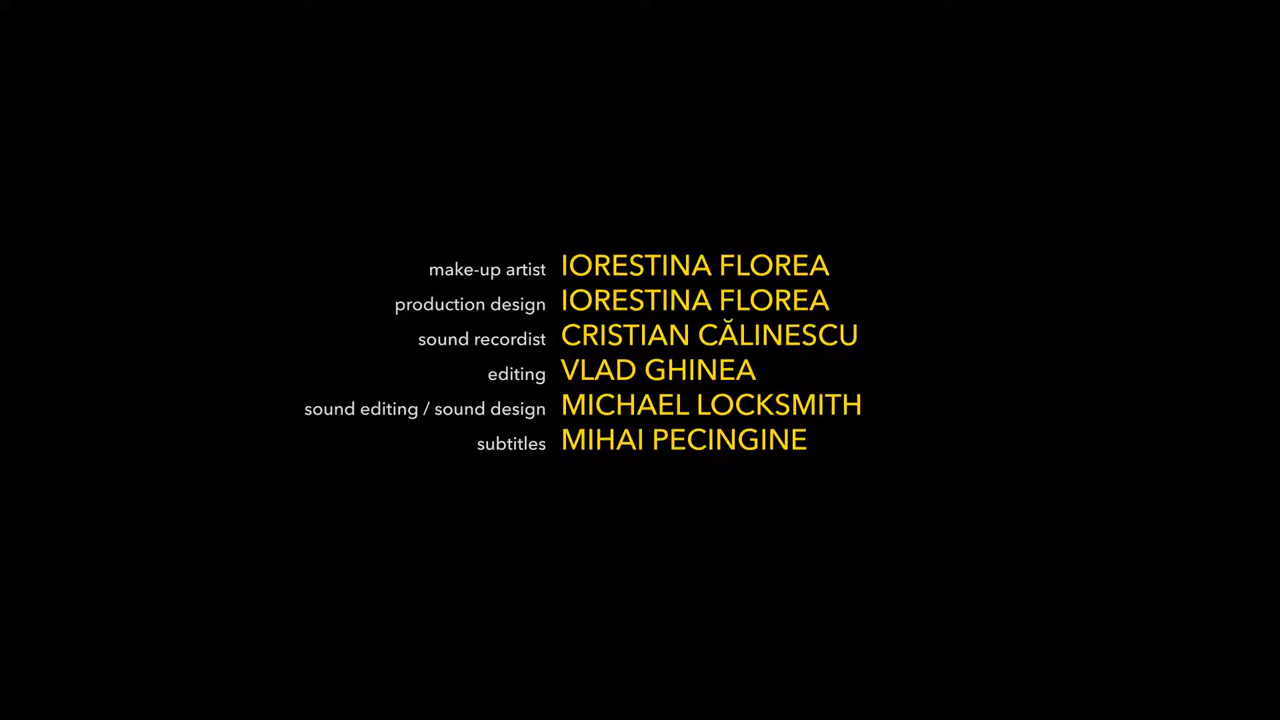 make-up artist IORESTINA FLOREA
production design IORESTINA FLOREA
sound recordist CRISTIAN CĂLINESCU
editing VLAD GHINEA
sound editing / sound design MICHAEL LOCKSMITH
subtitles MIHAI PECINGINE